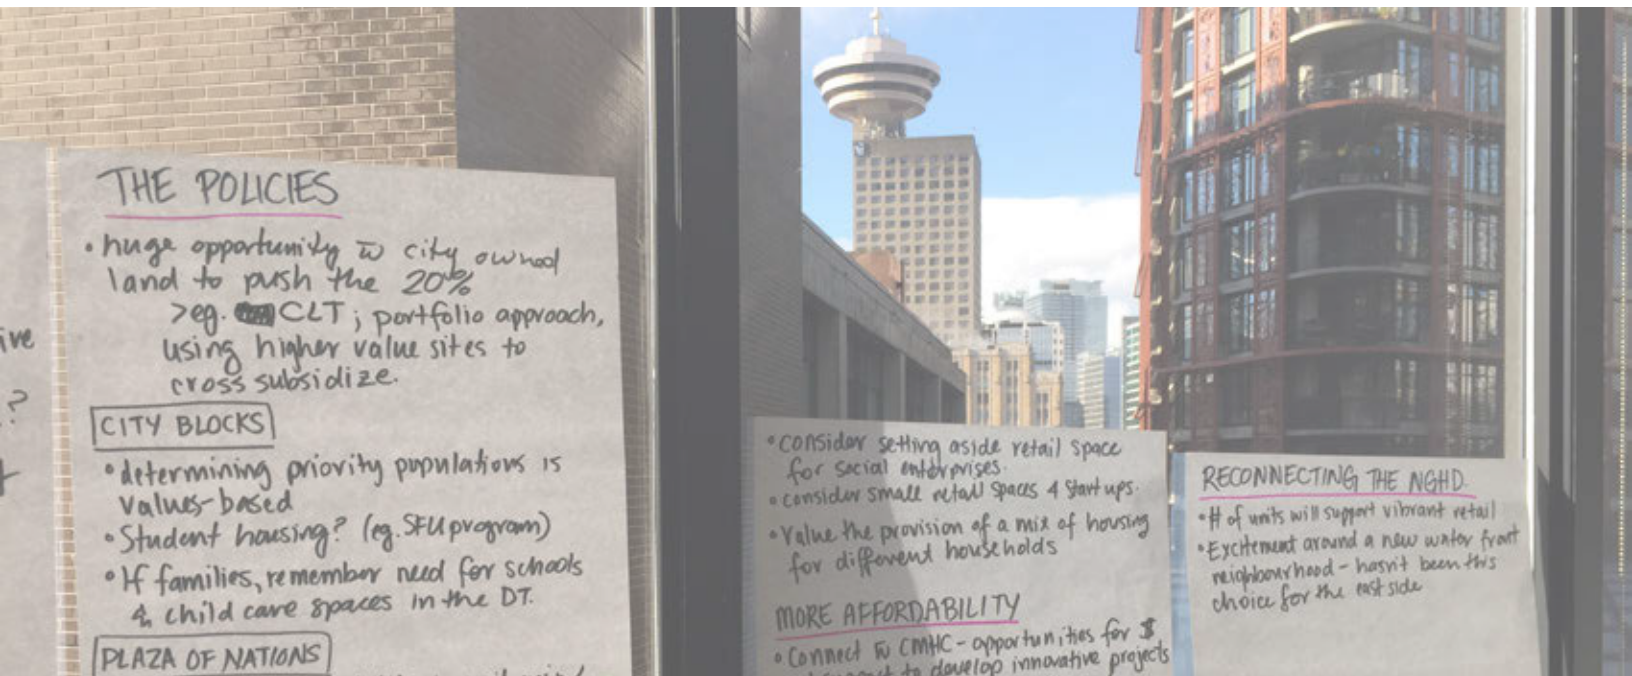 ive
?
THE POLICIES
• huge opportunity w city owned
land to push the 20%
>eg. CLT; portfolio approach,
using higher value sites to
cross subsidize.
CITY BLOCKS
• determining priority populations is
values-based
• Student housing? (eg. SFU program)
• If families, remember need for schools
& child care spaces in the DT.
PLAZA OF NATIONS
• consider setting aside retail space
for social enterprises.
• consider small retail spaces & start ups.
• Value the provision of a mix of housing
for different households
MORE AFFORDABILITY
• Connect w CMHC - opportunities for $
to develop innovative projects
RECONNECTING THE NGHD.
• # of units will support vibrant retail
• Excitement around a new water front
neighbourhood - hasn't been this
choice for the east side